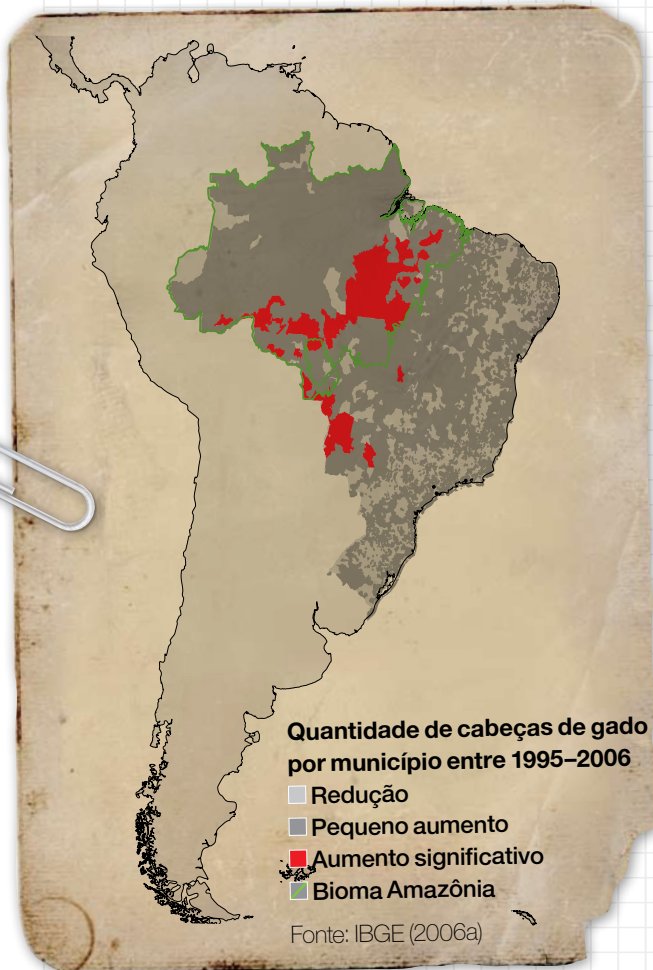 Quantidade de cabeças de gado
por município entre 1995–2006
Redução
Pequeno aumento
Aumento significativo
Bioma Amazônia
Fonte: IBGE (2006a)